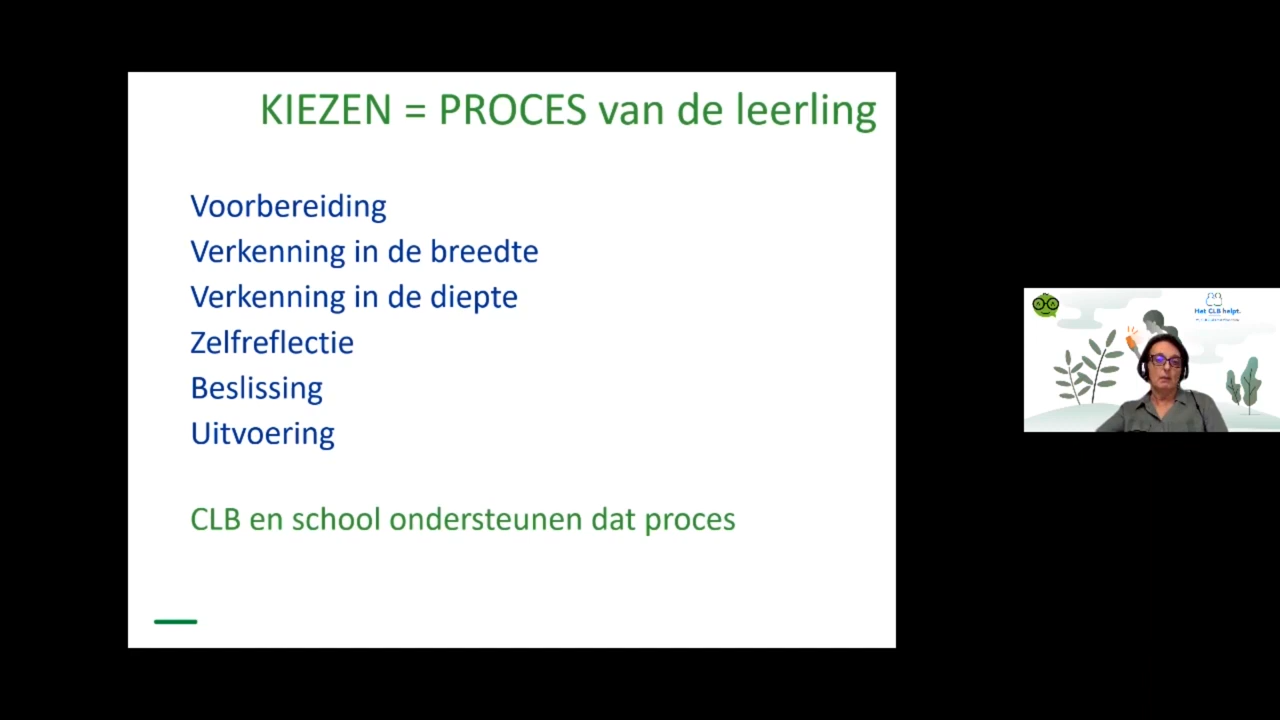 KIEZEN = PROCES van de leerling
Voorbereiding
Verkenning in de breedte
Verkenning in de diepte
Zelfreflectie
Beslissing
Uitvoering
CLB en school ondersteunen dat proces
Het CLB helpt.